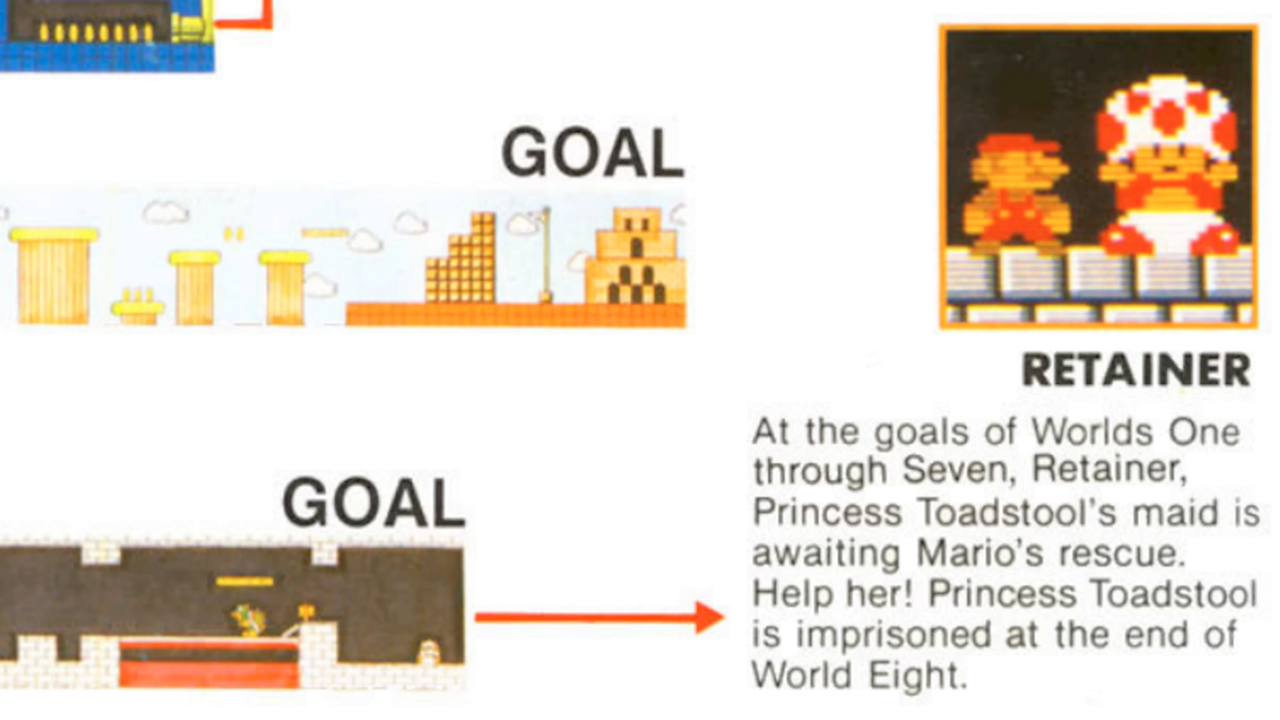 GOAL
GOAL
RETAINER
At the goals of Worlds One
through Seven, Retainer,
Princess Toadstool's maid is
awaiting Mario's rescue.
Help her! Princess Toadstool
is imprisoned at the end of
World Eight.